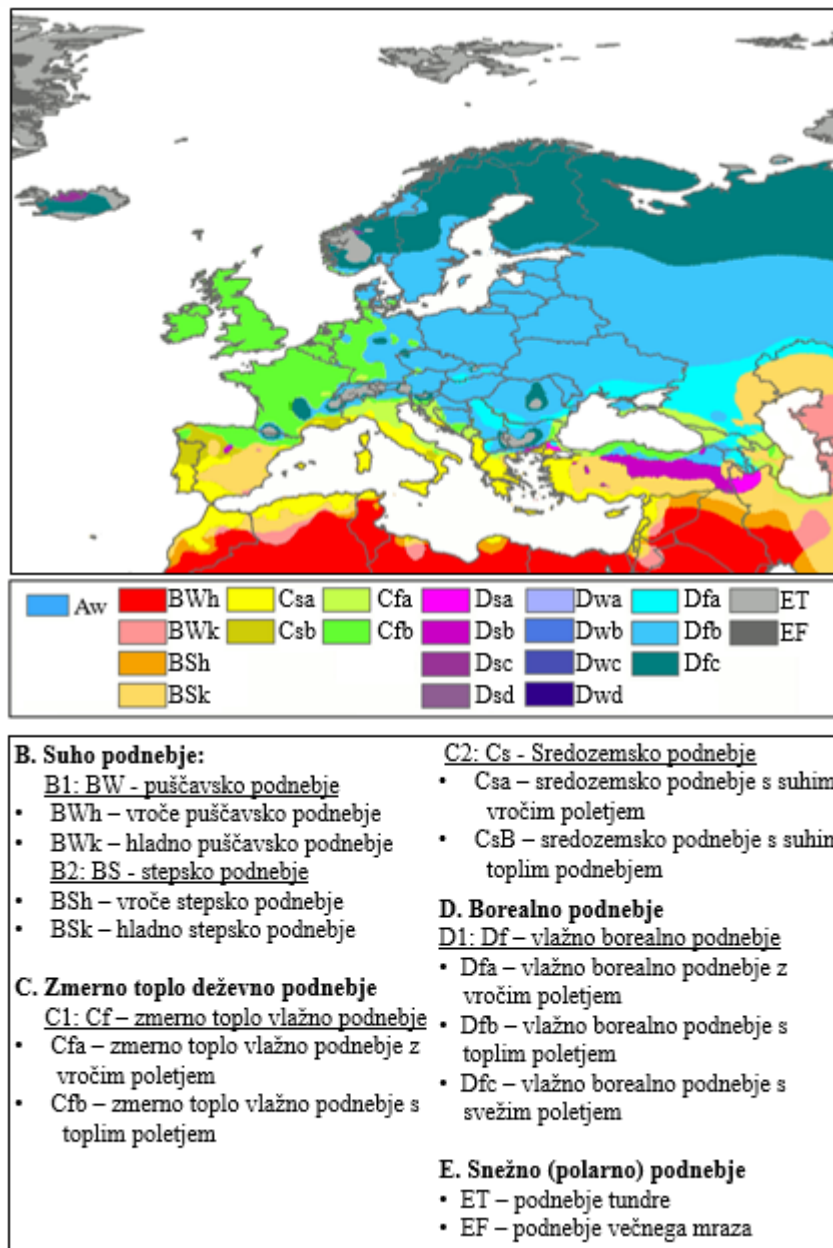 Aw BWh Csa Cfa Dsa Dwa Dfa ET
BWk Csb Cfb Dsb Dwb Dfb EF
BSh Dsc Dwc Dfc
BSk Dsd Dwd
B. Suho podnebje:
B1: BW - puščavsko podnebje
• BWh – vroče puščavsko podnebje
• BWk – hladno puščavsko podnebje
B2: BS - stepsko podnebje
• BSh – vroče stepsko podnebje
• BSk – hladno stepsko podnebje
C. Zmerno toplo deževno podnebje
C1: Cf – zmerno toplo vlažno podnebje
• Cfa – zmerno toplo vlažno podnebje z
vročim poletjem
• Cfb – zmerno toplo vlažno podnebje s
toplim poletjem
C2: Cs - Sredozemsko podnebje
• Csa – sredozemsko podnebje s suhim
vročim poletjem
• CsB – sredozemsko podnebje s suhim
toplim podnebjem
D. Borealno podnebje
D1: Df – vlažno borealno podnebje
• Dfa – vlažno borealno podnebje z
vročim poletjem
• Dfb – vlažno borealno podnebje s
toplim poletjem
• Dfc – vlažno borealno podnebje s
svežim poletjem
E. Snežno (polarno) podnebje
• ET – podnebje tundre
• EF – podnebje večnega mraza